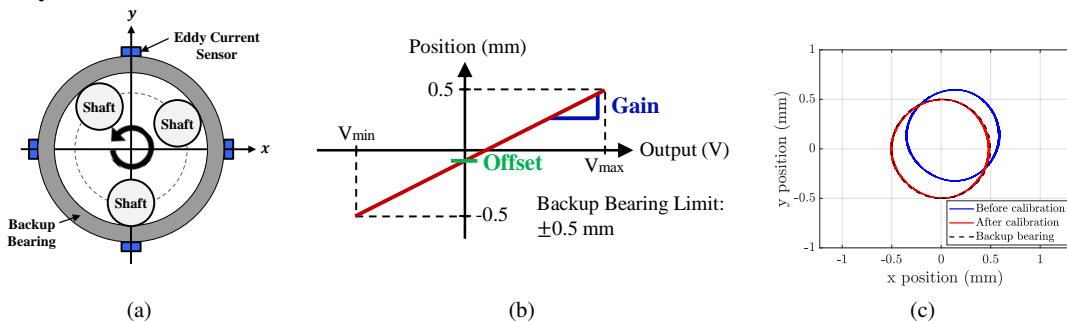 y
Eddy Current
Sensor
Shaft
Shaft
Shaft
x
Backup
Bearing
(a)
Position (mm)
0.5
Gain
Vmin
Offset
Output (V)
Vmax
-0.5
Backup Bearing Limit:
±0.5 mm
(b)
1
0.5
0
-0.5
-1
y position (mm)
Before calibration
After calibration
Backup bearing
-1
-0.5
0
0.5
1
x position (mm)
(c)